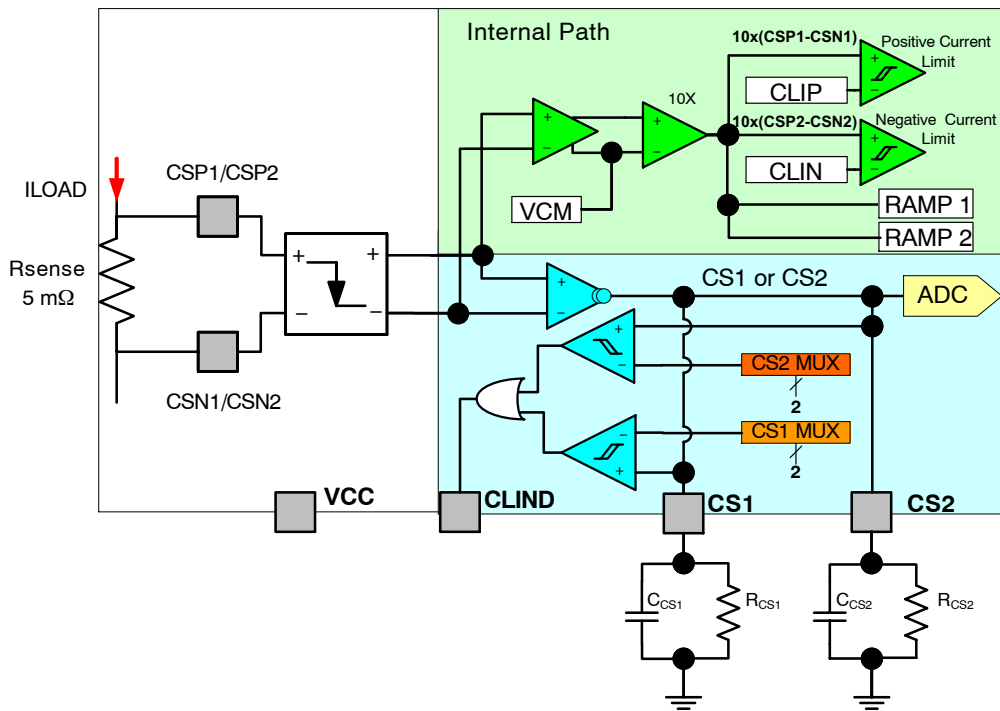 Internal Path
10x(CSP1-CSN1)
Positive Current
Limit
CLIP
10X
10x(CSP2-CSN2)
Negative Current
Limit
CLIN
VCM
RAMP 1
RAMP 2
+
−
+
−
+
−
+
−
ILOAD
CSP1/CSP2
Rsense
5 mΩ
CSN1/CSN2
+
+
−
−
+
−
CS1 or CS2
ADC
+
−
CS2 MUX
2
−
+
CS1 MUX
2
VCC
CLIND
CS1
CS2
CCS1
RCS1
CCS2
RCS2